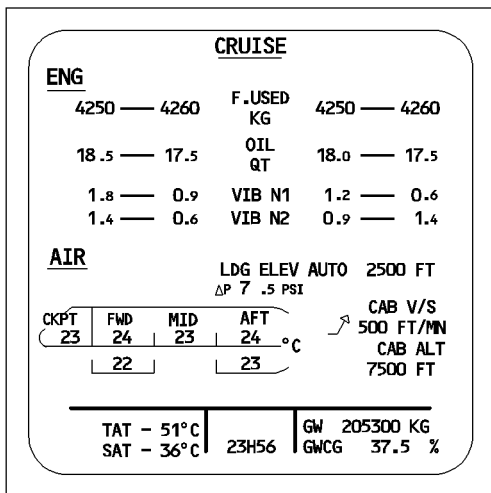 CRUISE
ENG
F.USED
4250 4260 KG 4250 4260
OIL
18.5 17.5 QT 18.0 17.5
1.8 0.9 VIB N1 1.2 0.6
1.4 0.6 VIB N2 0.9 1.4
AIR
LDG ELEV AUTO 2500 FT
ΔP 7 .5 PSI
CAB V/S
CKPT FWD MID AFT 500 FT/MN
23 24 23 24 °C CAB ALT
22 23 7500 FT
TAT - 51°C GW 205300 KG
SAT - 36°C 23H56 GWCG 37.5 %